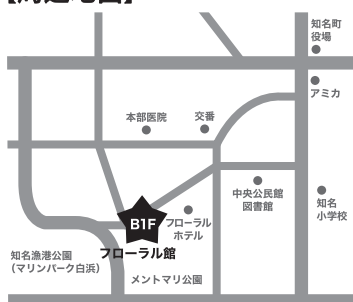 【周辺地図】
知名町
役場
アミカ
本部医院
交番
中央公民館
図書館
知名
小学校
B1F
フローラル
ホテル
フローラル館
知名漁港公園
（マリンパーク白浜）
メントマリ公園